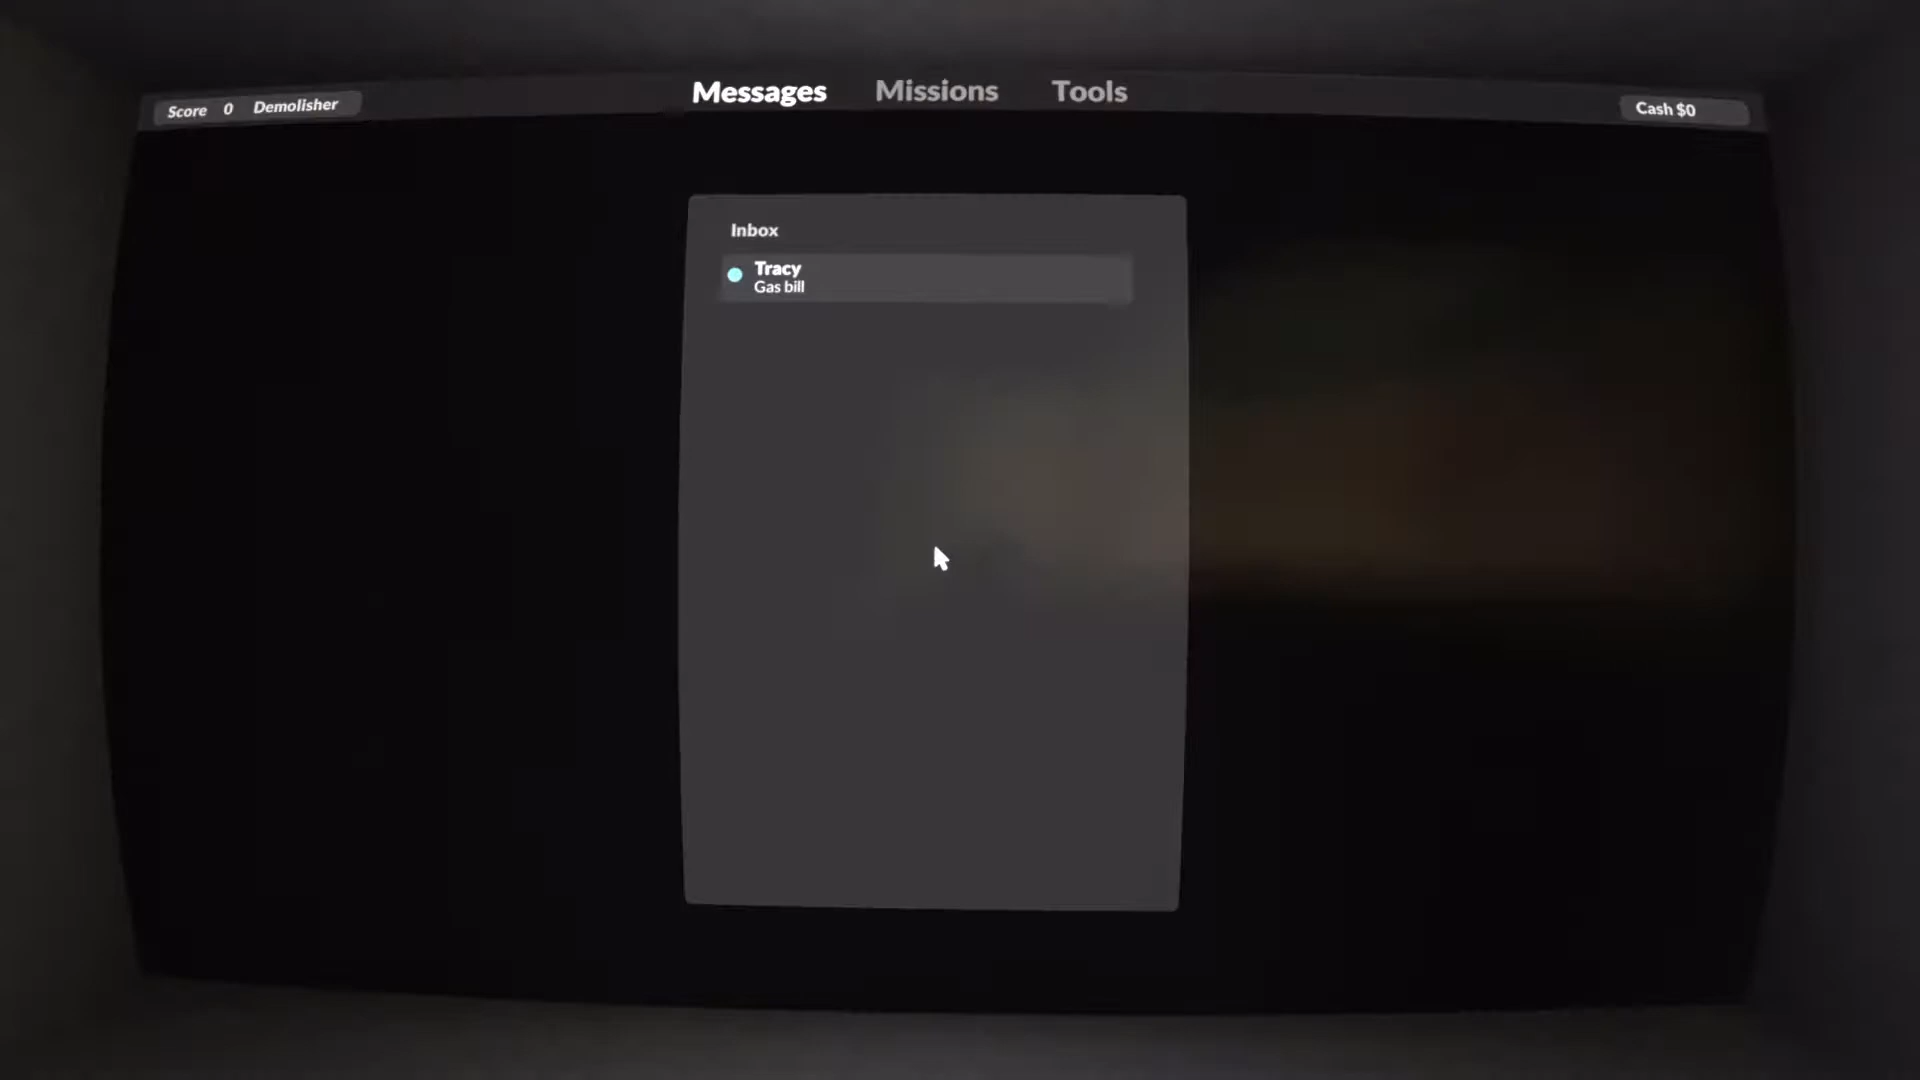 Score 0 Demolisher
Messages Missions Tools
Cash $0
Inbox
Tracy
Gas bill